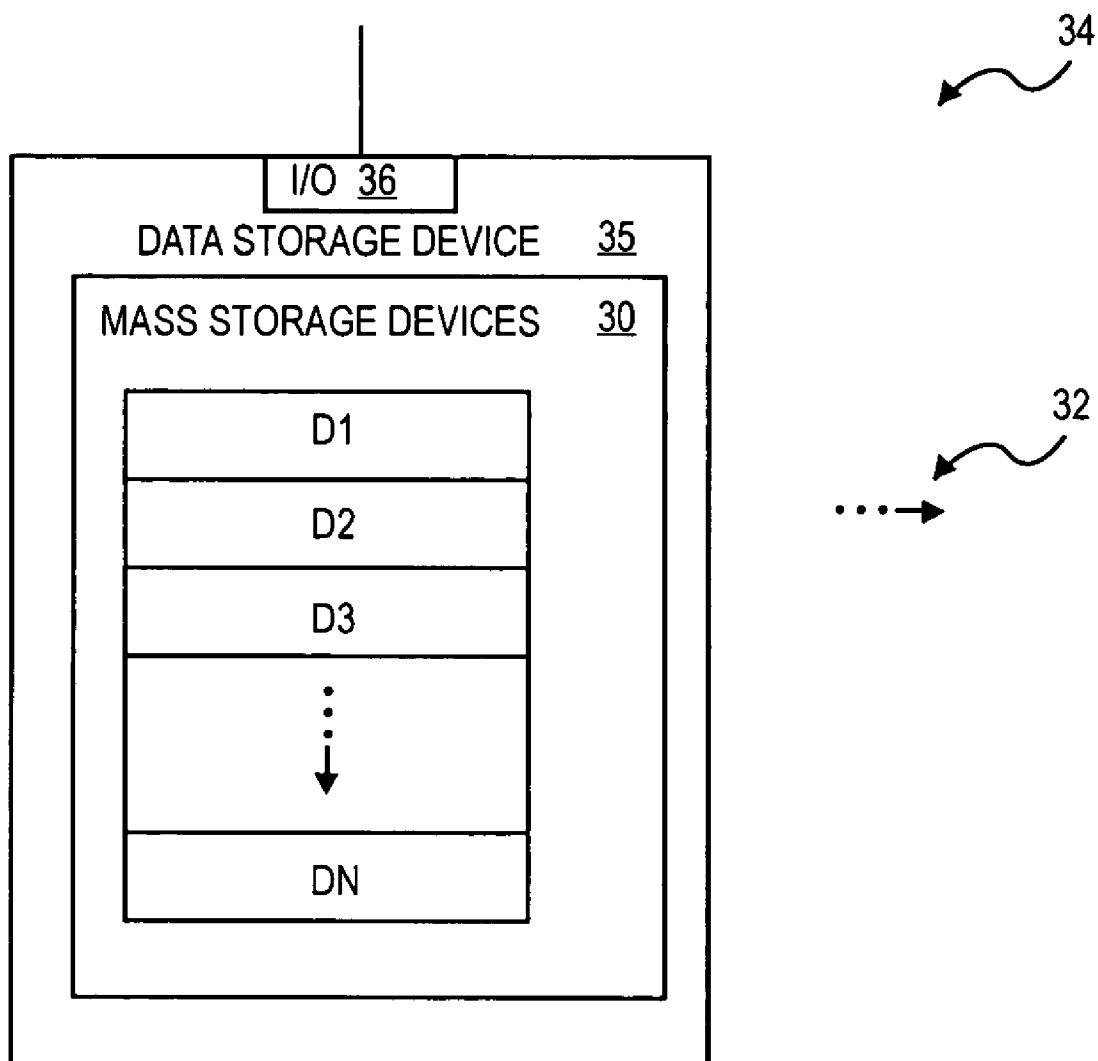 34
I/O 36
DATA STORAGE DEVICE 35
MASS STORAGE DEVICES 30
D1
32
D2
D3
DN